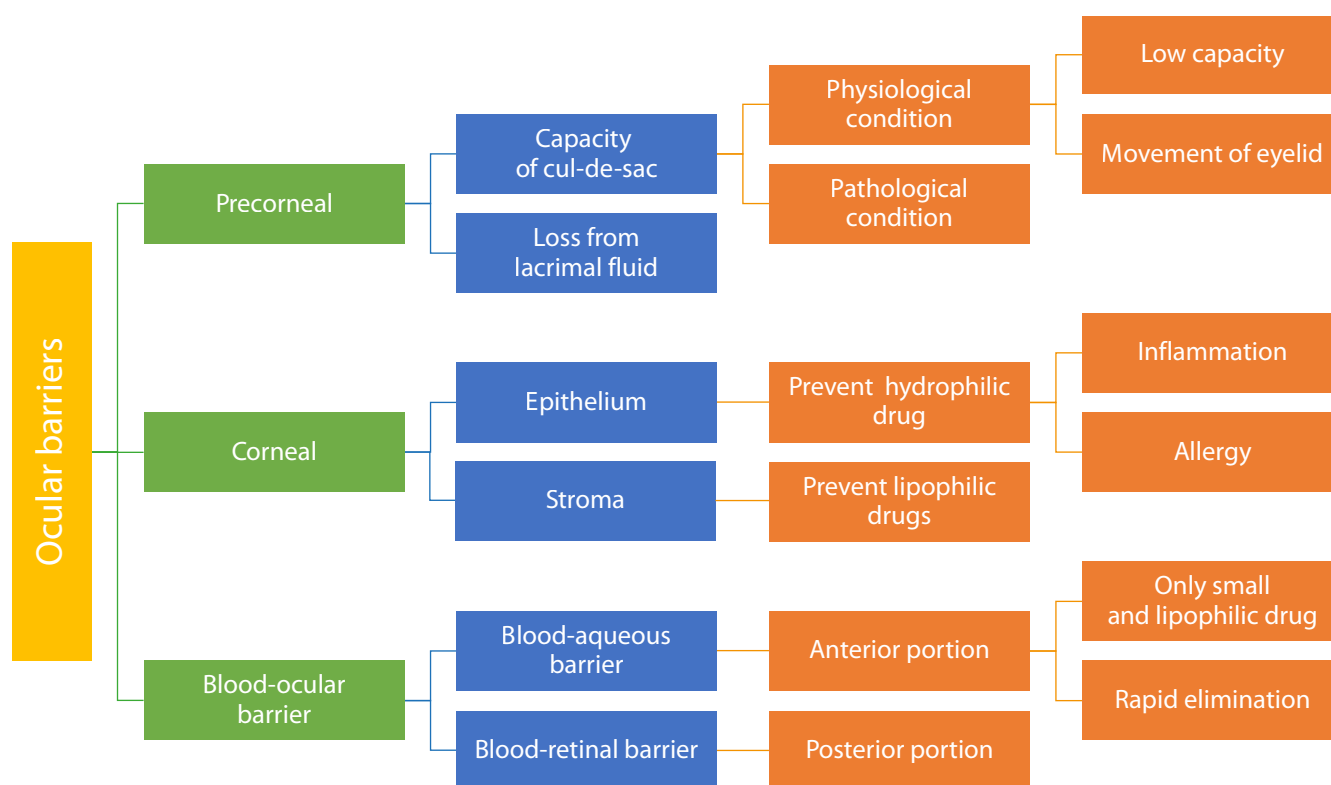 Ocular barriers
Precorneal
Capacity
of cul-de-sac
Physiological
condition
Low capacity
Movement of eyelid
Pathological
condition
Loss from
lacrimal fluid
Corneal
Epithelium
Prevent hydrophilic
drug
Inflammation
Allergy
Stroma
Prevent lipophilic
drugs
Blood-ocular
barrier
Blood-aqueous
barrier
Anterior portion
Only small
and lipophilic drug
Rapid elimination
Blood-retinal barrier
Posterior portion